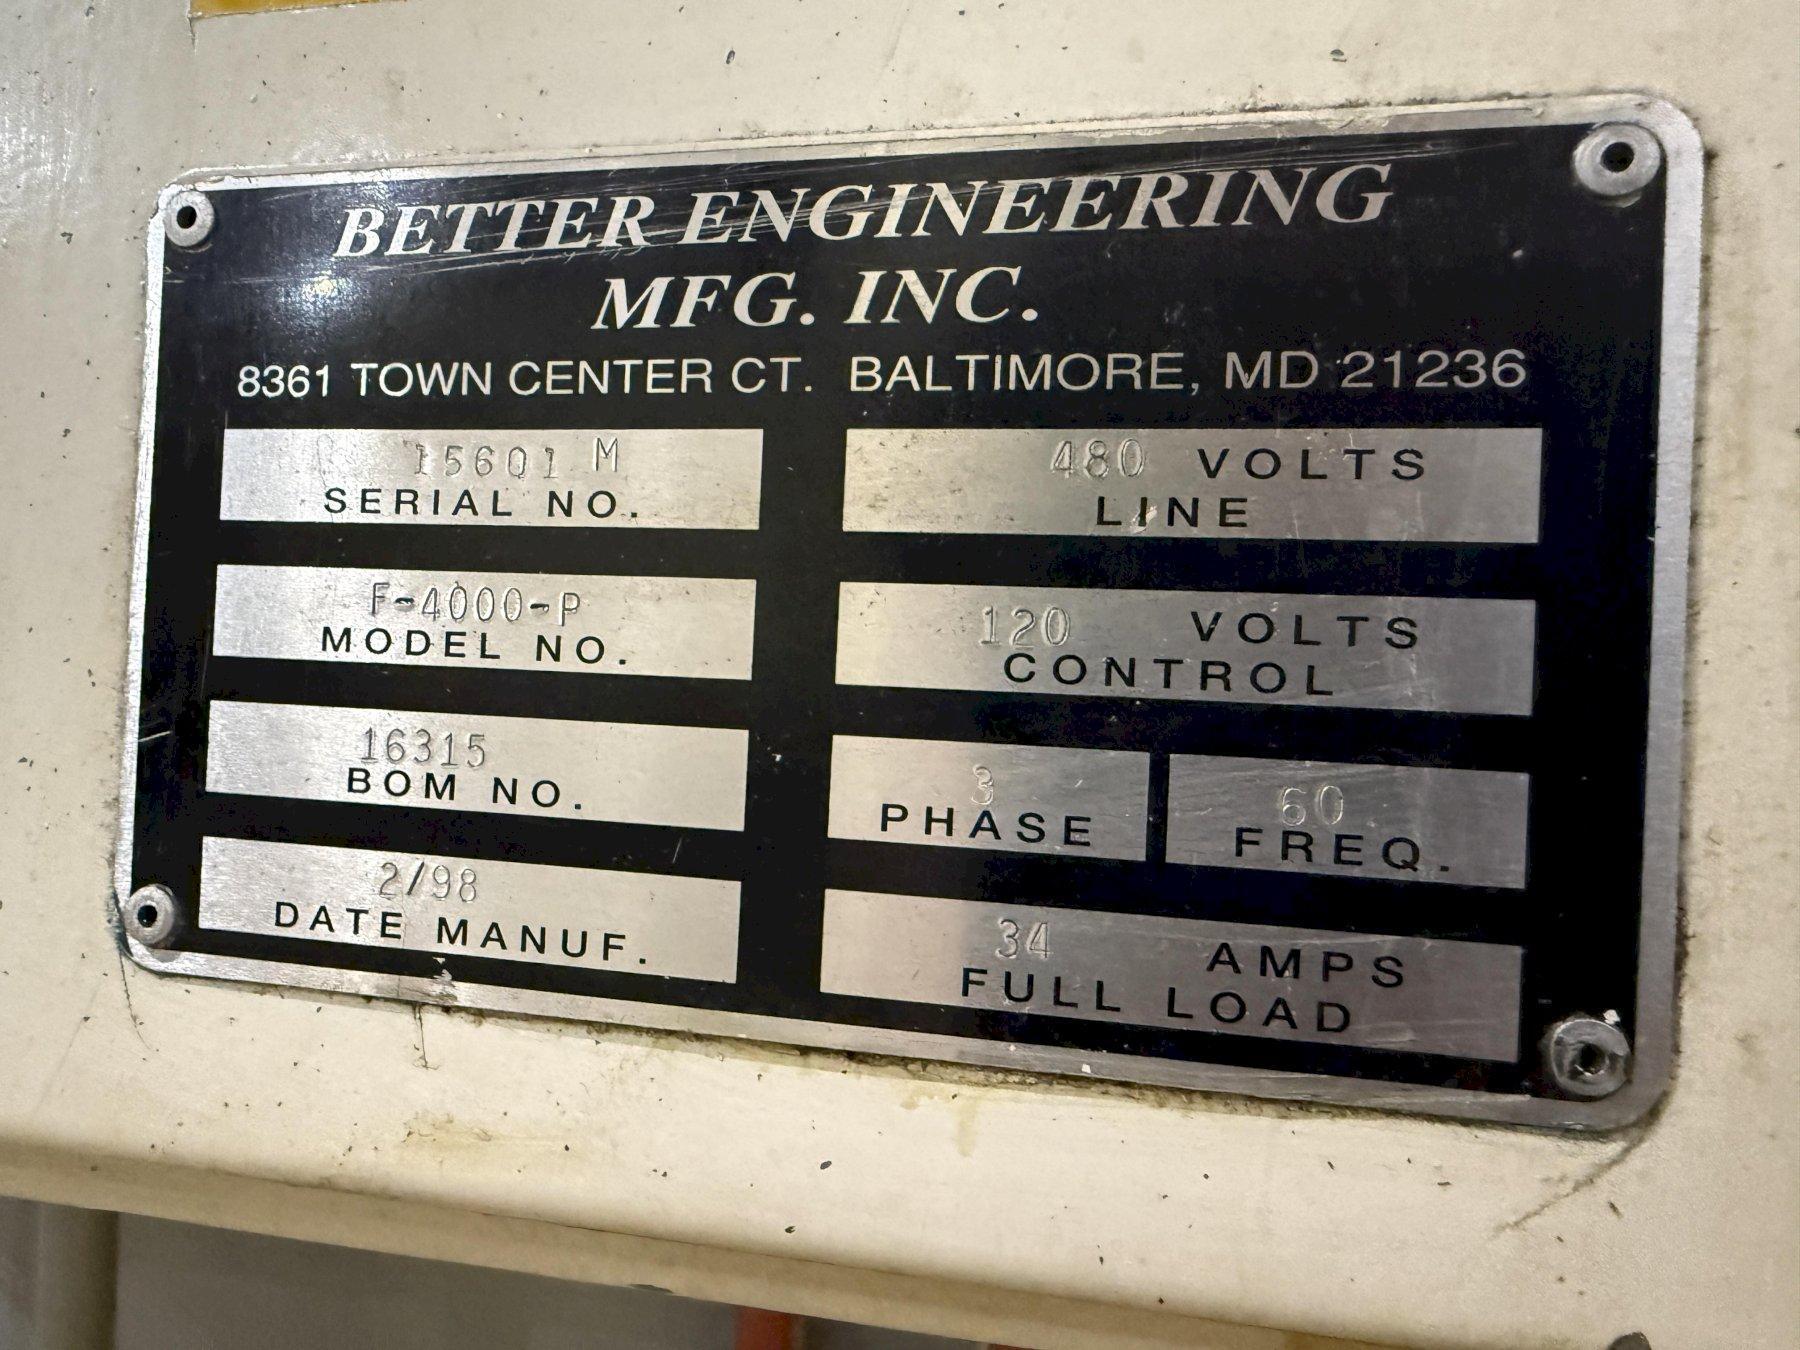 BETTER ENGINEERING
MFG. INC.
8361 TOWN CENTER CT. BALTIMORE, MD 21236
15601 M
SERIAL NO.
F-4000-P
MODEL NO.
16315
BOM NO.
2/98
DATE MANUF.
480 VOLTS
LINE
120 VOLTS
CONTROL
3
PHASE
60
FREQ.
34 AMPS
FULL LOAD